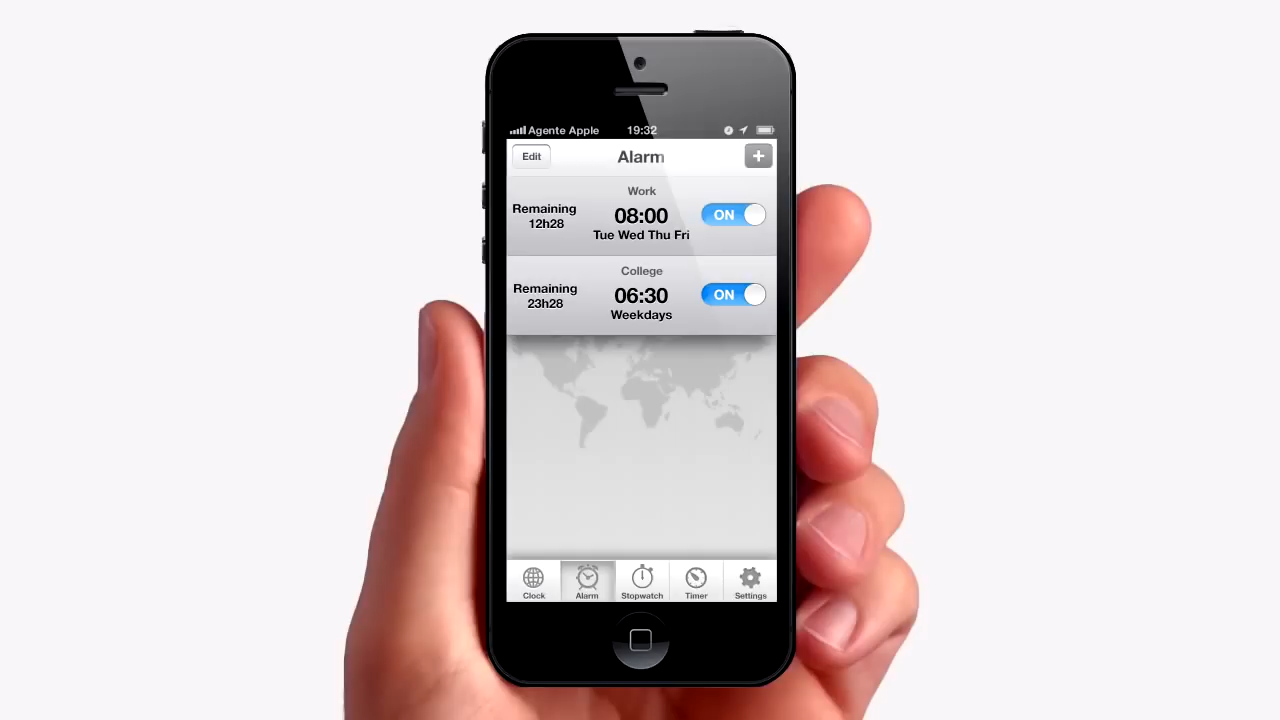 Agente Apple 19:32
Edit Alarm +
Work
Remaining 08:00 ON
12h28
Tue Wed Thu Fri
College
Remaining 06:30 ON
23h28
Weekdays
Clock Alarm Stopwatch Timer Settings